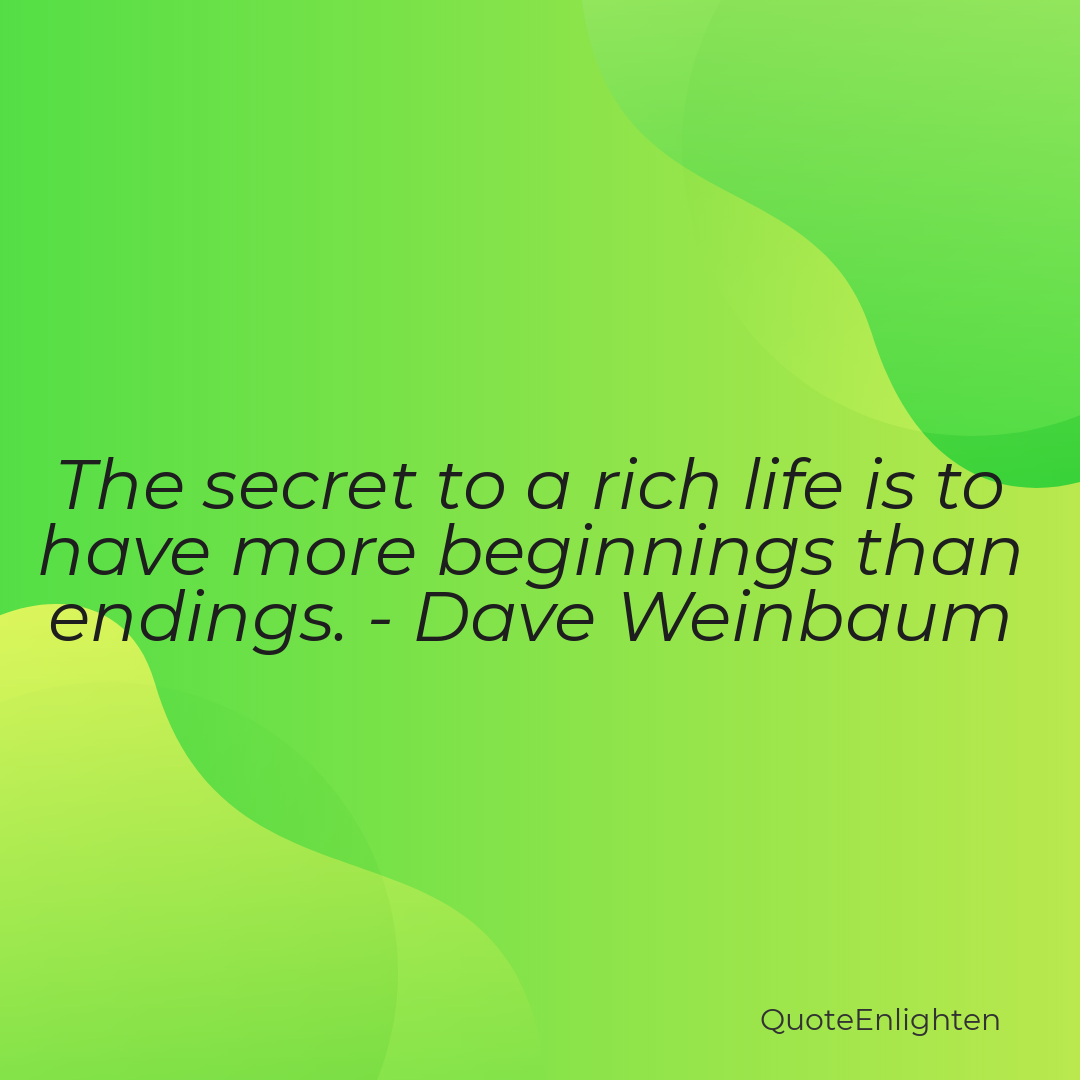 The secret to a rich life is to
have more beginnings than
endings. - Dave Weinbaum
QuoteEnlighten